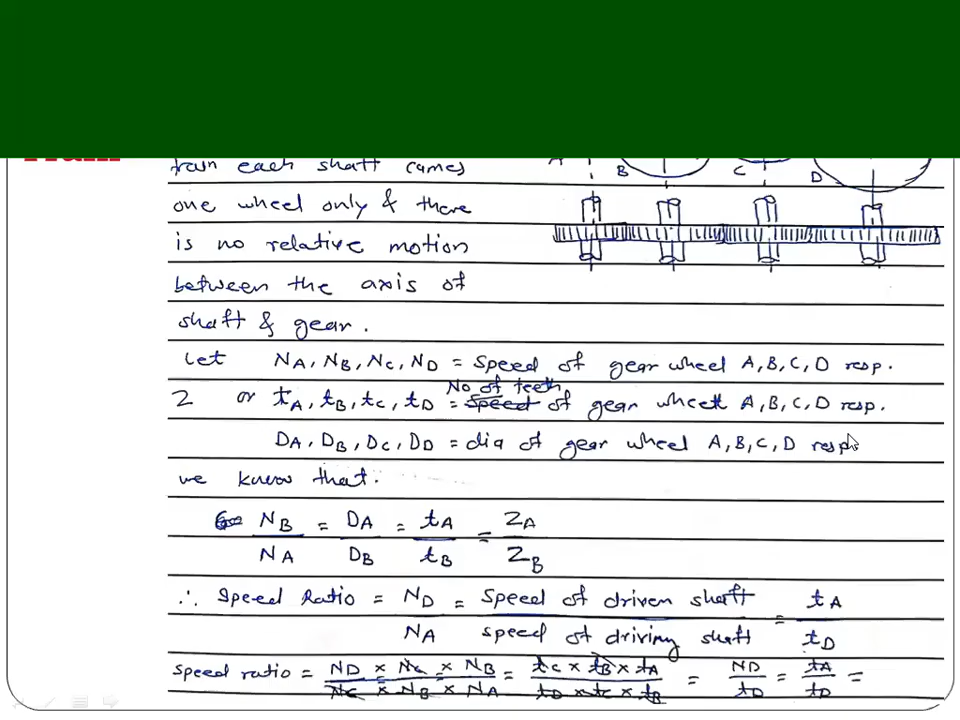 train each shaft carries
one wheel only & there
is no relative motion
between the axis of
shaft & gear.
A B C D
Let NA, NB, NC, ND = speed of gear wheel A, B, C, D resp.
No of teeth
Z or tA, tB, tC, tD = speed of gear wheel A, B, C, D resp.
DA, DB, DC, DD = dia of gear wheel A, B, C, D resp
we know that.
NB / NA = DA / DB = tA / tB = ZA / ZB
∴ Speed Ratio = ND / NA = Speed of driven shaft / speed of driving shaft = tA / tD
speed ratio = ND × NC × NB / NC × NB × NA = tC × tB × tA / tD × tC × tB = ND / tD = tA / tD =